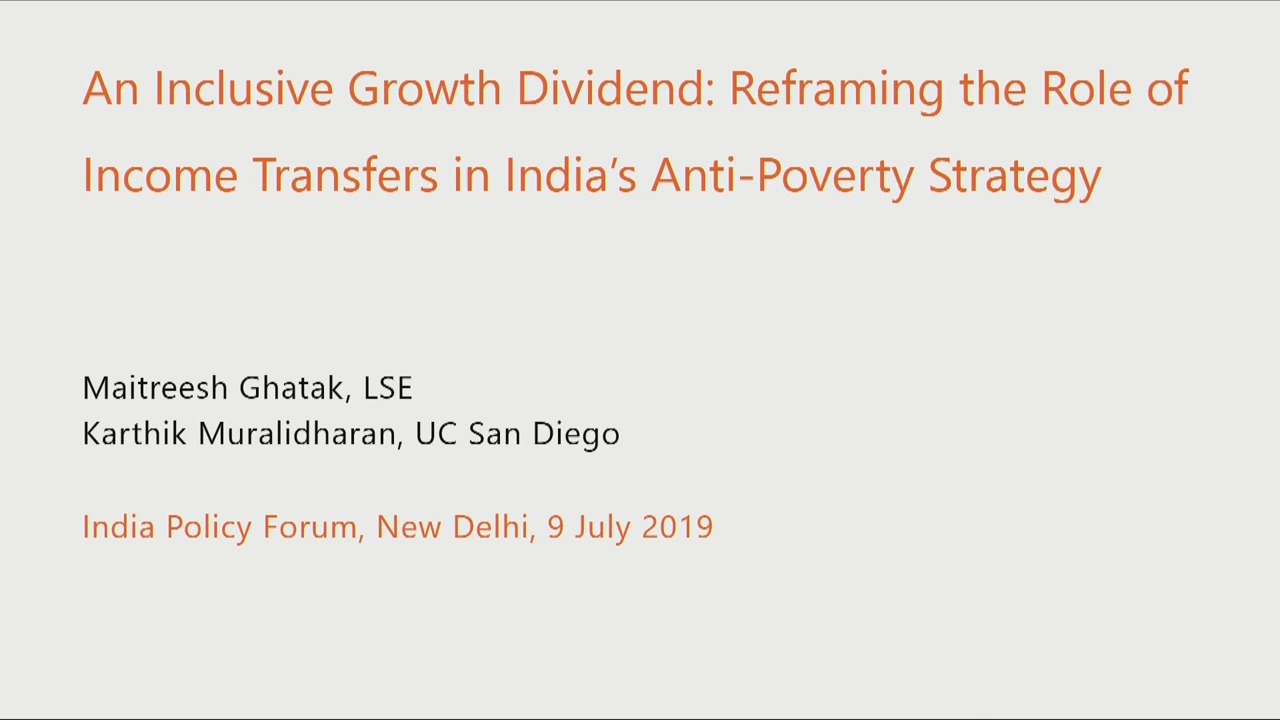 An Inclusive Growth Dividend: Reframing the Role of
Income Transfers in India’s Anti-Poverty Strategy
Maitreesh Ghatak, LSE
Karthik Muralidharan, UC San Diego
India Policy Forum, New Delhi, 9 July 2019